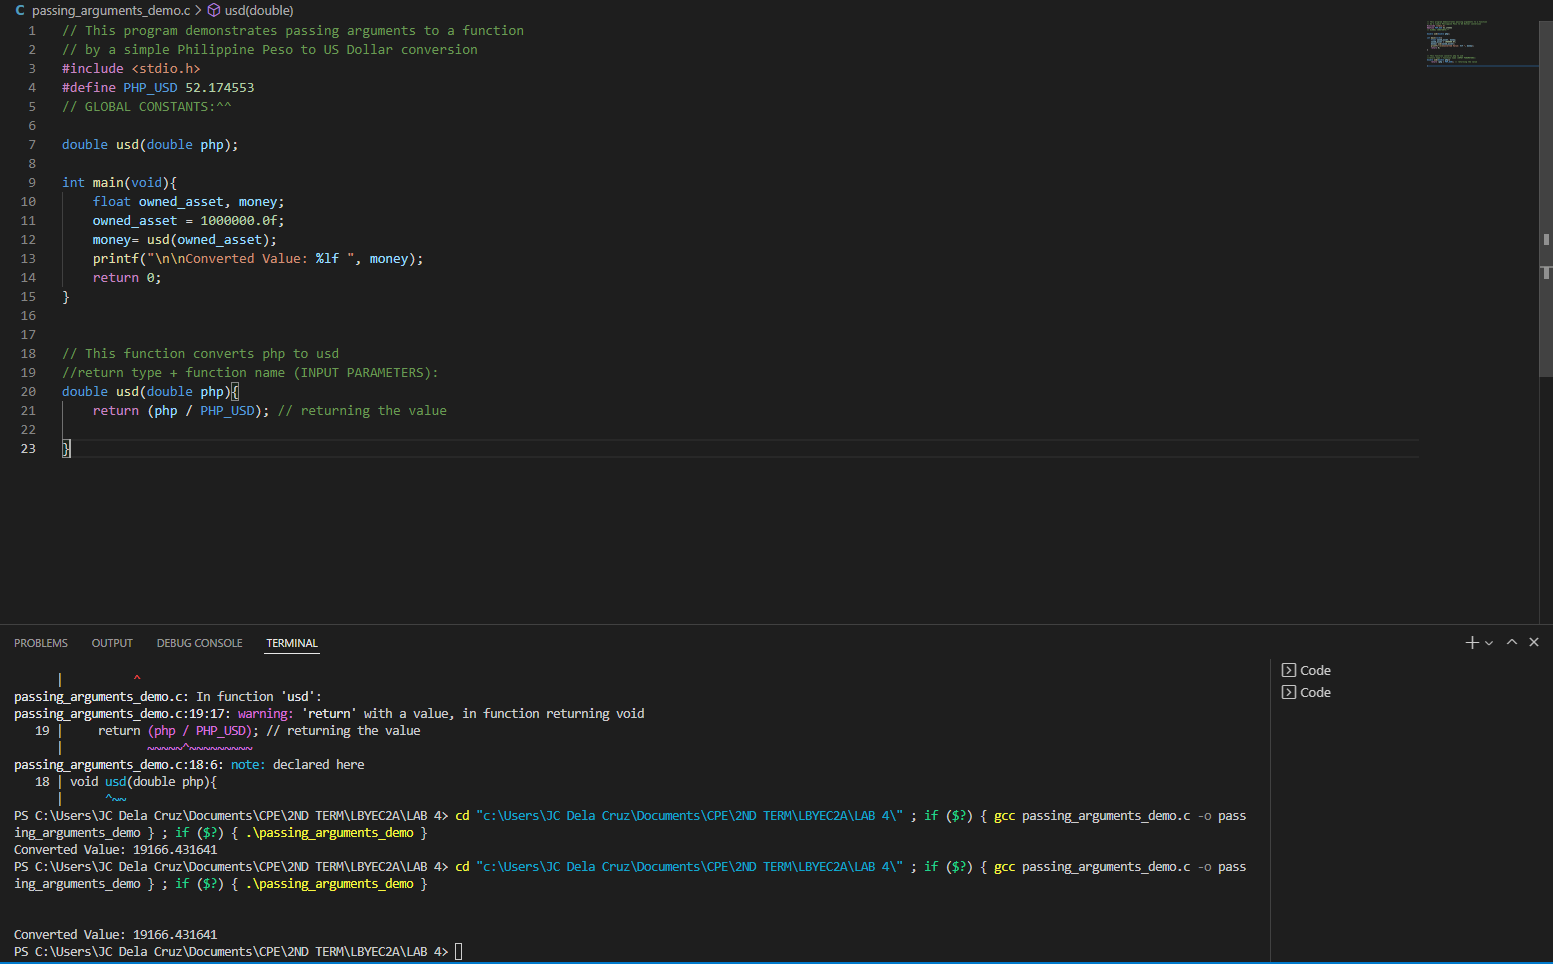 C passing_arguments_demo.c > usd(double)
1 // This program demonstrates passing arguments to a function
2 // by a simple Philippine Peso to US Dollar conversion
3 #include <stdio.h>
4 #define PHP_USD 52.174553
5 // GLOBAL CONSTANTS:^^
6
7 double usd(double php);
8
9 int main(void){
10     float owned_asset, money;
11     owned_asset = 1000000.0f;
12     money= usd(owned_asset);
13     printf("\n\nConverted Value: %lf ", money);
14     return 0;
15 }
16
17
18 // This function converts php to usd
19 //return type + function name (INPUT PARAMETERS):
20 double usd(double php){
21     return (php / PHP_USD); // returning the value
22
23 }
PROBLEMS OUTPUT DEBUG CONSOLE TERMINAL
| ^
passing_arguments_demo.c: In function 'usd':
passing_arguments_demo.c:19:17: warning: 'return' with a value, in function returning void
19 |     return (php / PHP_USD); // returning the value
| ~~~~~^~~~~~~~~~
passing_arguments_demo.c:18:6: note: declared here
18 | void usd(double php){
| ^~~
PS C:\Users\JC Dela Cruz\Documents\CPE\2ND TERM\LBYEC2A\LAB 4> cd "c:\Users\JC Dela Cruz\Documents\CPE\2ND TERM\LBYEC2A\LAB 4\" ; if ($?) { gcc passing_arguments_demo.c -o pass
ing_arguments_demo } ; if ($?) { .\passing_arguments_demo }
Converted Value: 19166.431641
PS C:\Users\JC Dela Cruz\Documents\CPE\2ND TERM\LBYEC2A\LAB 4> cd "c:\Users\JC Dela Cruz\Documents\CPE\2ND TERM\LBYEC2A\LAB 4\" ; if ($?) { gcc passing_arguments_demo.c -o pass
ing_arguments_demo } ; if ($?) { .\passing_arguments_demo }
Converted Value: 19166.431641
PS C:\Users\JC Dela Cruz\Documents\CPE\2ND TERM\LBYEC2A\LAB 4>
Code
Code